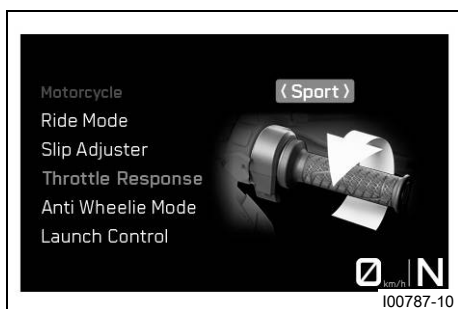 Motorcycle
⟨ Sport ⟩
Ride Mode
Slip Adjuster
Throttle Response
Anti Wheelie Mode
Launch Control
0 km/h N
I00787-10